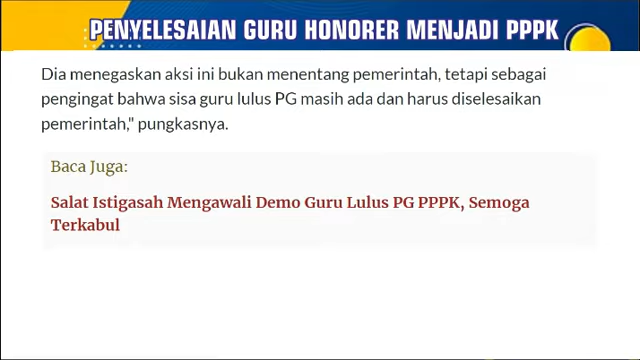 PENYELESAIAN GURU HONORER MENJADI PPPK
Dia menegaskan aksi ini bukan menentang pemerintah, tetapi sebagai
pengingat bahwa sisa guru lulus PG masih ada dan harus diselesaikan
pemerintah," pungkasnya.
Baca Juga:
Salat Istigasah Mengawali Demo Guru Lulus PG PPPK, Semoga
Terkabul